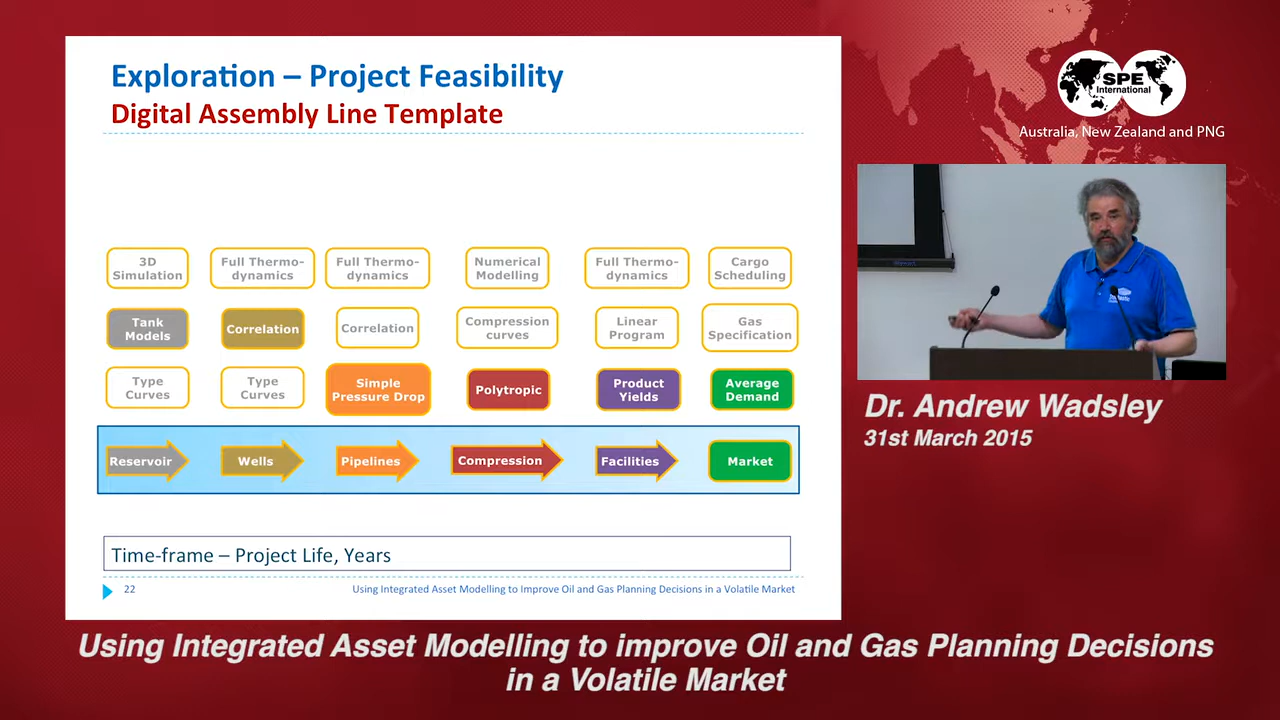 Exploration – Project Feasibility
Digital Assembly Line Template
3D
Simulation
Full Thermo-
dynamics
Full Thermo-
dynamics
Numerical
Modelling
Full Thermo-
dynamics
Cargo
Scheduling
Tank
Models
Correlation
Correlation
Compression
curves
Linear
Program
Gas
Specification
Type
Curves
Type
Curves
Simple
Pressure Drop
Polytropic
Product
Yields
Average
Demand
Reservoir
Wells
Pipelines
Compression
Facilities
Market
Time-frame – Project Life, Years
22
Using Integrated Asset Modelling to Improve Oil and Gas Planning Decisions in a Volatile Market
SPE
International
Australia, New Zealand and PNG
Dr. Andrew Wadsley
31st March 2015
Using Integrated Asset Modelling to improve Oil and Gas Planning Decisions
in a Volatile Market